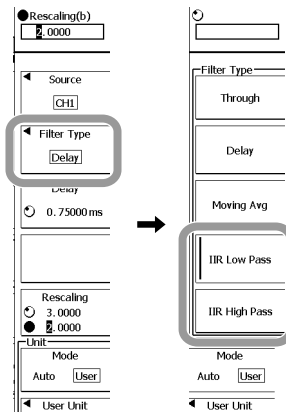 Rescaling(b)
2.0000
Source
CH1
Filter Type
Delay
Delay
0.75000 ms
Rescaling
3.0000
2.0000
Unit
Mode
Auto User
User Unit
Filter Type
Through
Delay
Moving Avg
IIR Low Pass
IIR High Pass
Mode
Auto User
User Unit